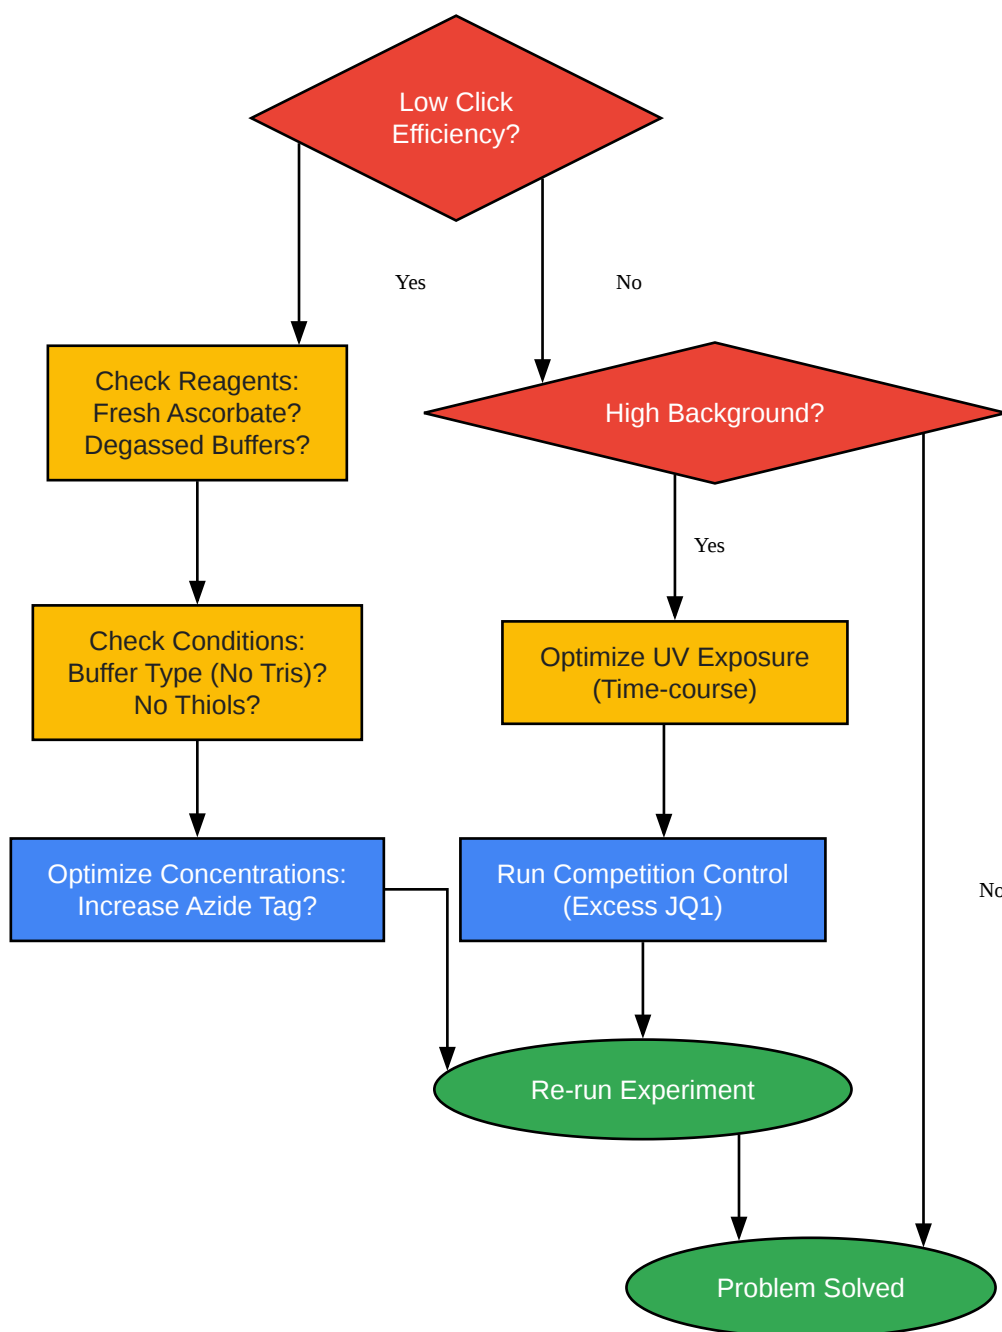 Low Click
Efficiency?
Yes
No
Check Reagents:
Fresh Ascorbate?
Degassed Buffers?
High Background?
Yes
Check Conditions:
Buffer Type (No Tris)?
No Thiols?
Optimize UV Exposure
(Time-course)
Optimize Concentrations:
Increase Azide Tag?
Run Competition Control
(Excess JQ1)
No
Re-run Experiment
Problem Solved